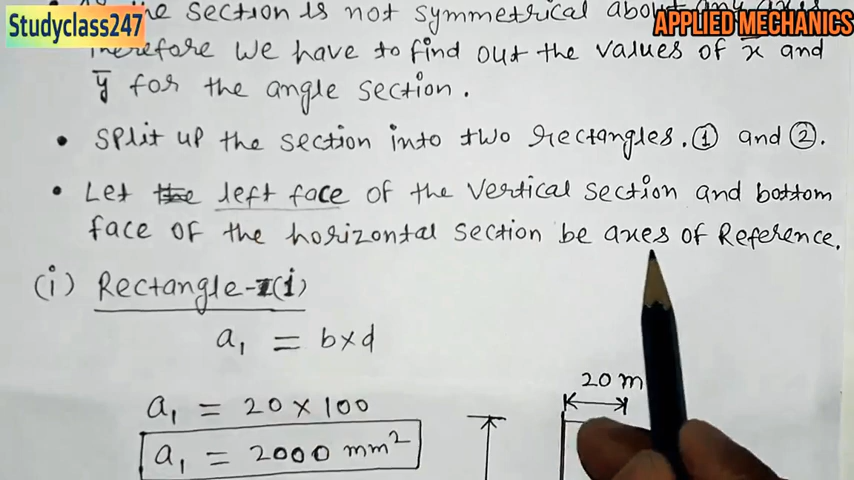 Studyclass247
APPLIED MECHANICS
the section is not symmetrical about any axis
Therefore we have to find out the values of x̅ and
y̅ for the angle section.
• Split up the section into two rectangles. ① and ②.
• Let the left face of the vertical section and bottom
face of the horizontal section be axes of Reference.
(i) Rectangle-(i)
a₁ = b×d
a₁ = 20 × 100
a₁ = 2000 mm²
20 m